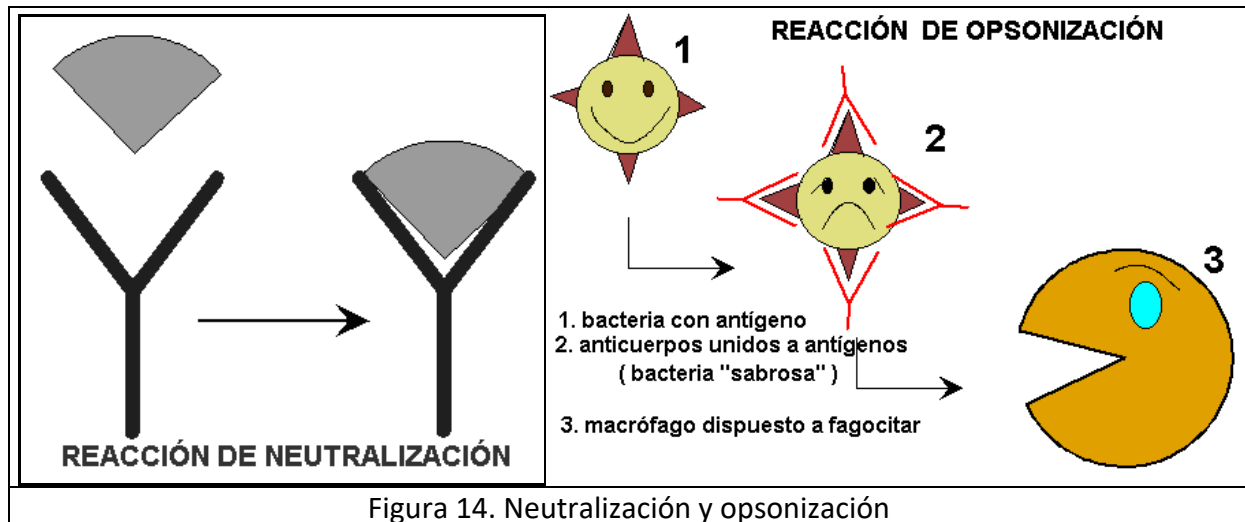 REACCIÓN DE NEUTRALIZACIÓN
REACCIÓN DE OPSONIZACIÓN
1
2
3
1. bacteria con antígeno
2. anticuerpos unidos a antígenos
( bacteria "sabrosa" )
3. macrófago dispuesto a fagocitar
Figura 14. Neutralización y opsonización